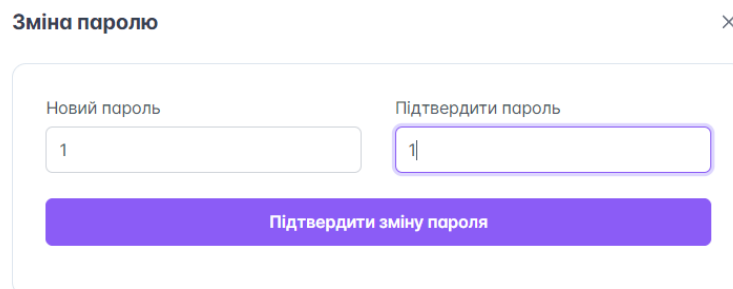 Зміна паролю
Новий пароль
Підтвердити пароль
1
1
Підтвердити зміну пароля